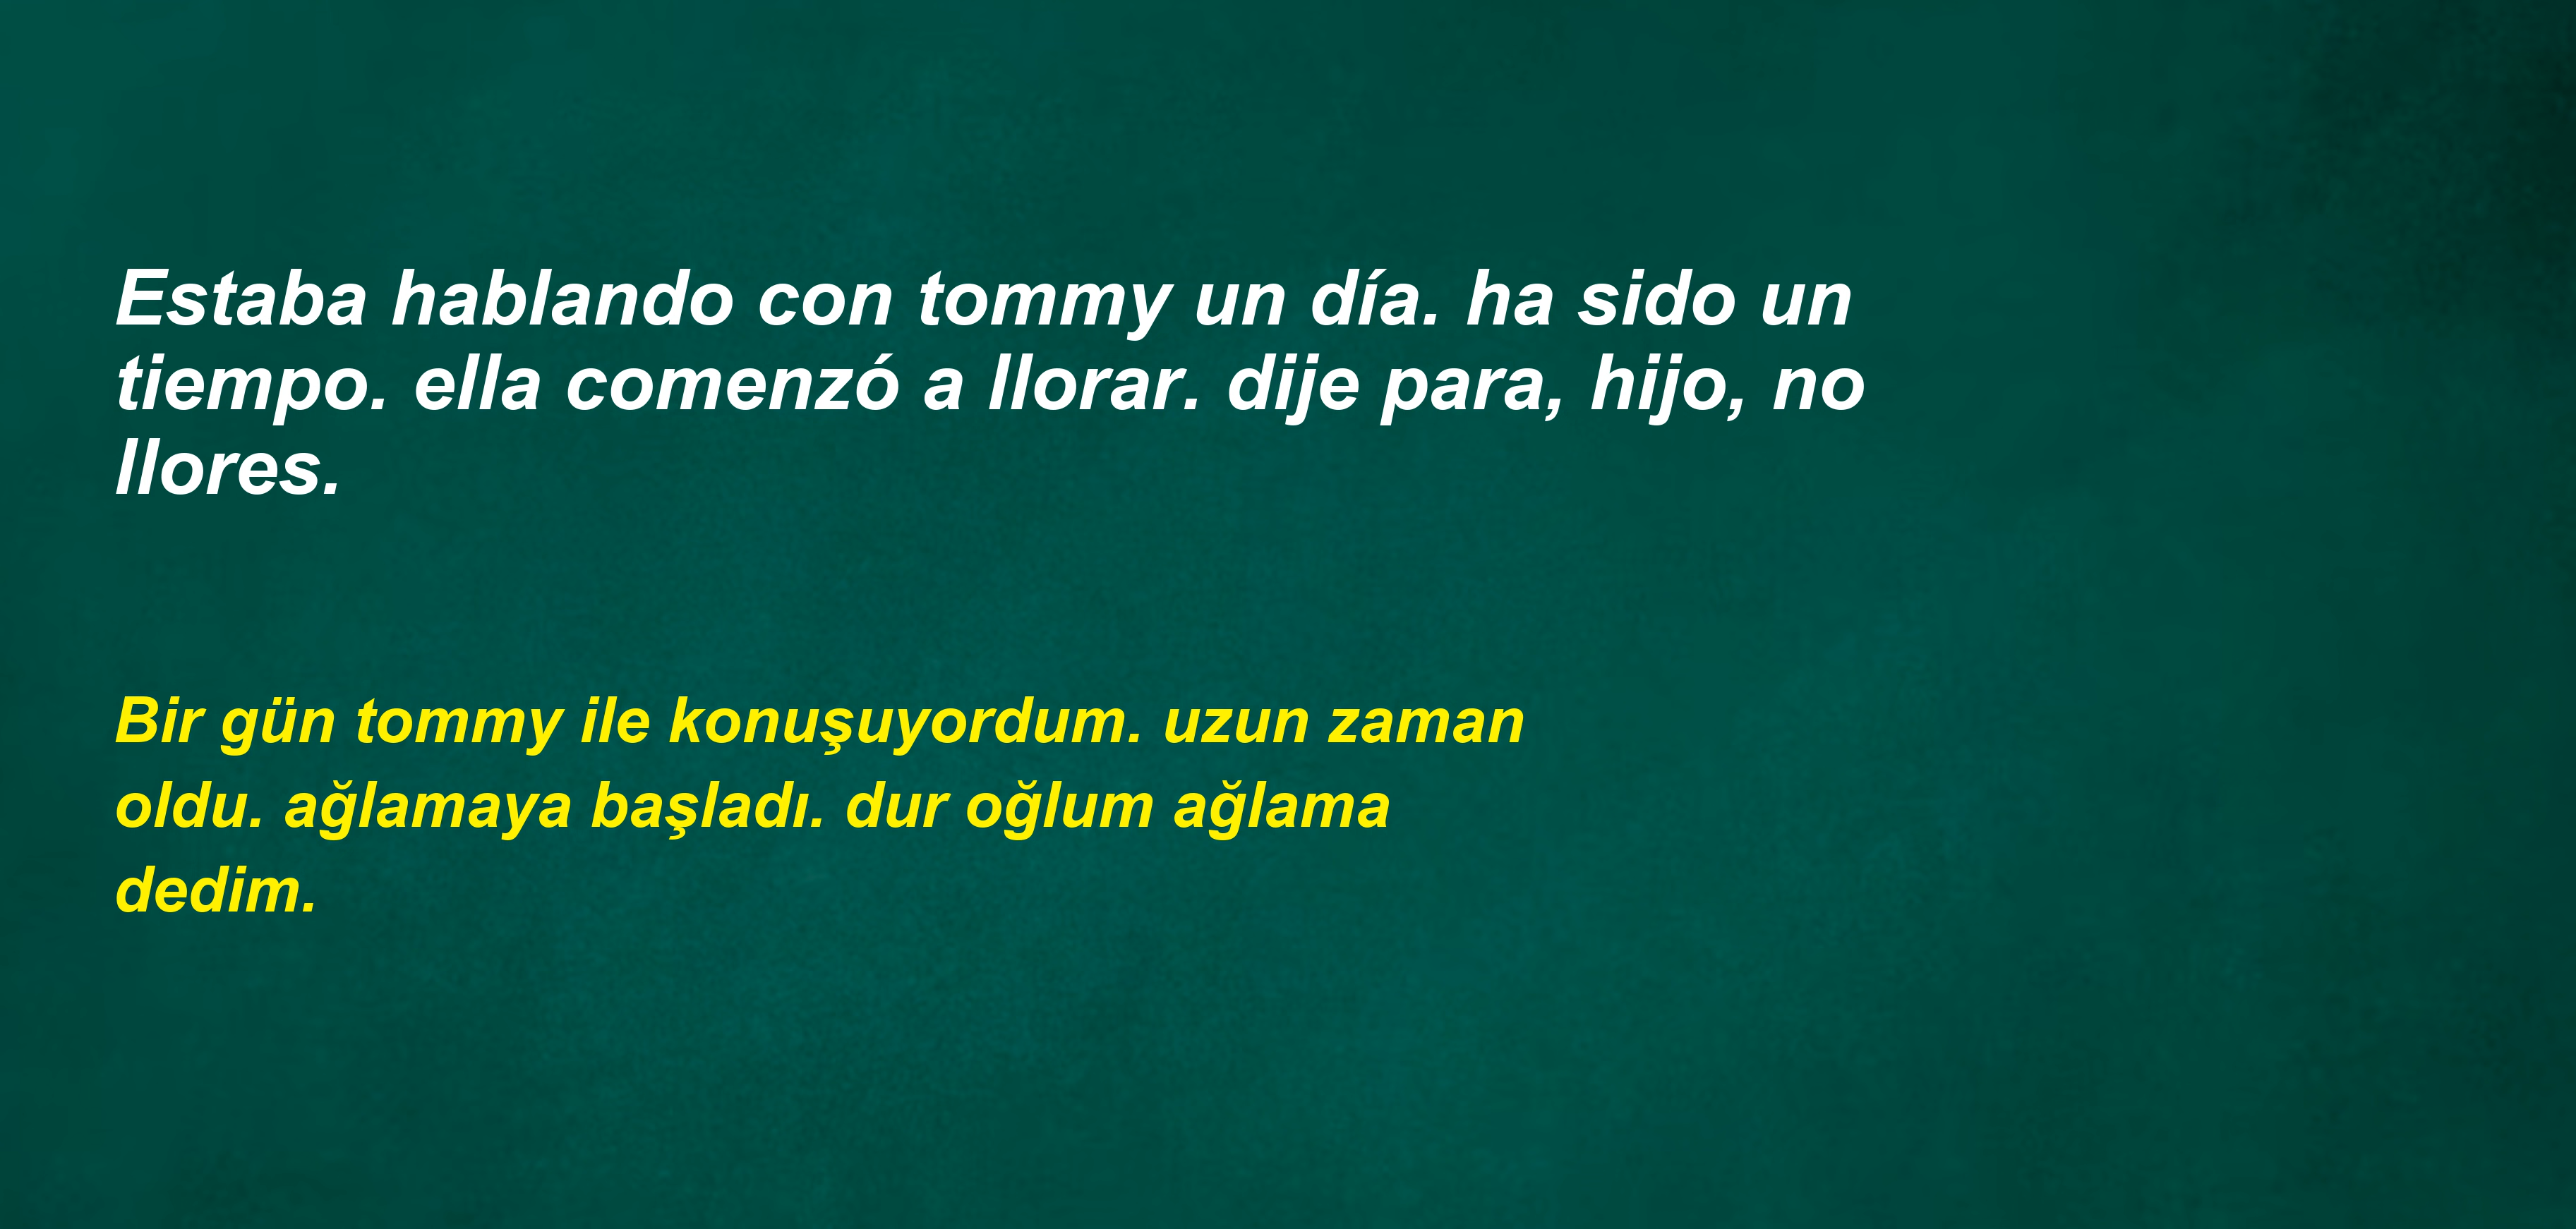 Estaba hablando con tommy un día. ha sido un
tiempo. ella comenzó a llorar. dije para, hijo, no
llores.
Bir gün tommy ile konuşuyordum. uzun zaman
oldu. ağlamaya başladı. dur oğlum ağlama
dedim.